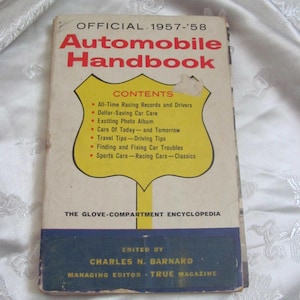 OFFICIAL 1957-'58
Automobile
Handbook
CONTENTS
• All-Time Racing Records and Drivers
• Dollar-Saving Car Care
• Exciting Photo Album
• Cars Of Today—and Tomorrow
• Travel Tips—Driving Tips
• Finding and Fixing Car Troubles
• Sports Cars—Racing Cars—Classics
THE GLOVE-COMPARTMENT ENCYCLOPEDIA
EDITED BY
CHARLES N. BARNARD
MANAGING EDITOR • TRUE MAGAZINE